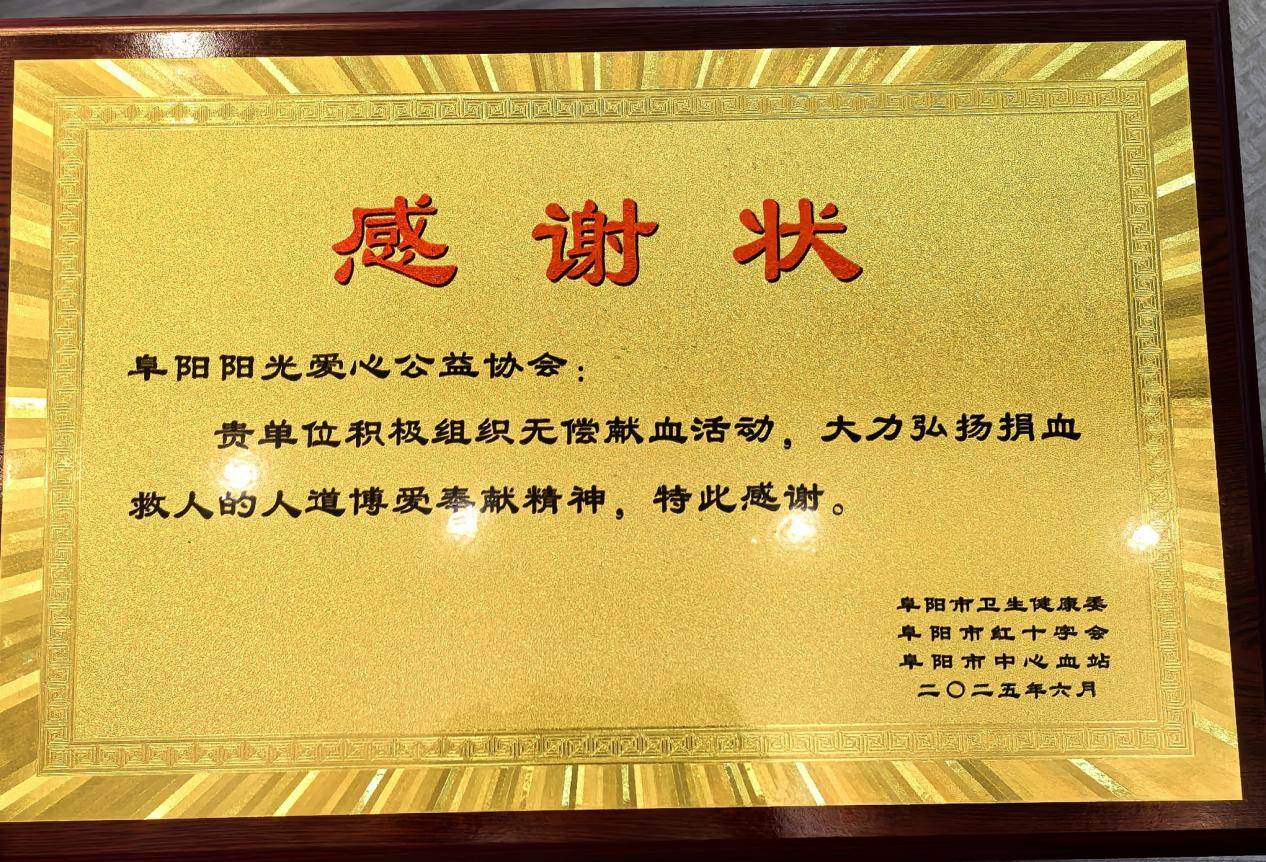 感谢状
阜阳阳光爱心公益协会：
贵单位积极组织无偿献血活动，大力弘扬捐血
救人的人道博爱奉献精神，特此感谢。
阜阳市卫生健康委
阜阳市红十字会
阜阳市中心血站
二〇二五年六月